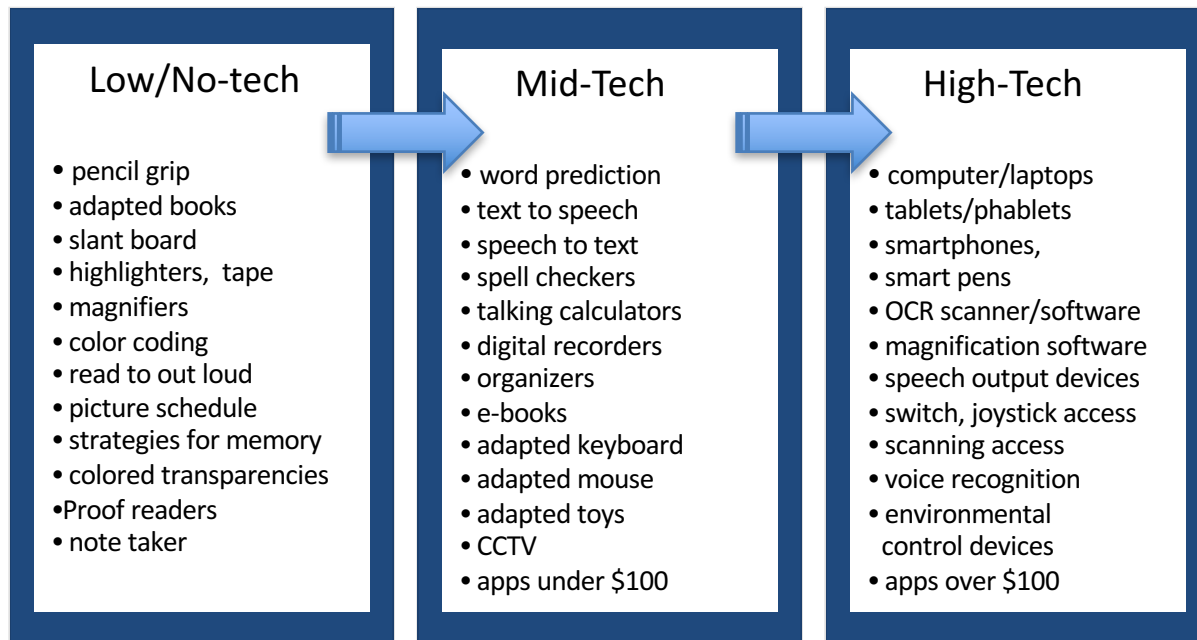 Low/No-tech
• pencil grip
• adapted books
• slant board
• highlighters, tape
• magnifiers
• color coding
• read to out loud
• picture schedule
• strategies for memory
• colored transparencies
•Proof readers
• note taker
Mid-Tech
• word prediction
• text to speech
• speech to text
• spell checkers
• talking calculators
• digital recorders
• organizers
• e-books
• adapted keyboard
• adapted mouse
• adapted toys
• CCTV
• apps under $100
High-Tech
• computer/laptops
• tablets/phablets
• smartphones,
• smart pens
• OCR scanner/software
• magnification software
• speech output devices
• switch, joystick access
• scanning access
• voice recognition
• environmental
control devices
• apps over $100